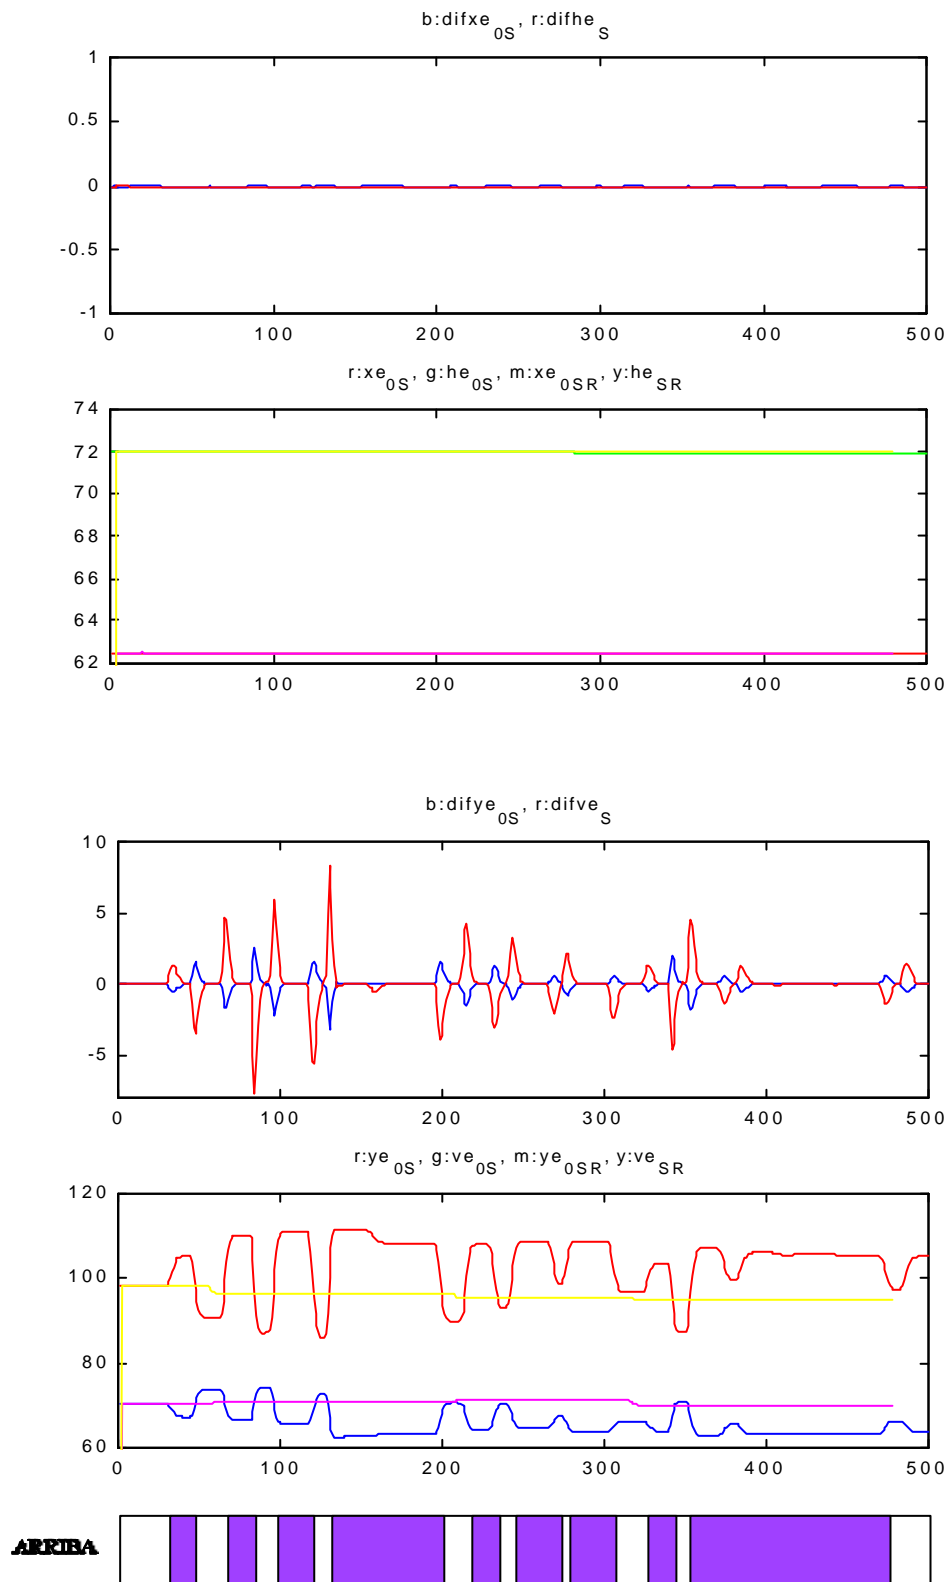 b:difxe0S, r:difheS
1
0.5
0
-0.5
-1
0 100 200 300 400 500
r:xe0S, g:he0S, m:xe0SR, y:heSR
74
72
70
68
66
64
62
0 100 200 300 400 500
b:difye0S, r:difveS
10
5
0
-5
0 100 200 300 400 500
r:ye0S, g:ve0S, m:ye0SR, y:veSR
120
100
80
60
0 100 200 300 400 500
ARRIBA